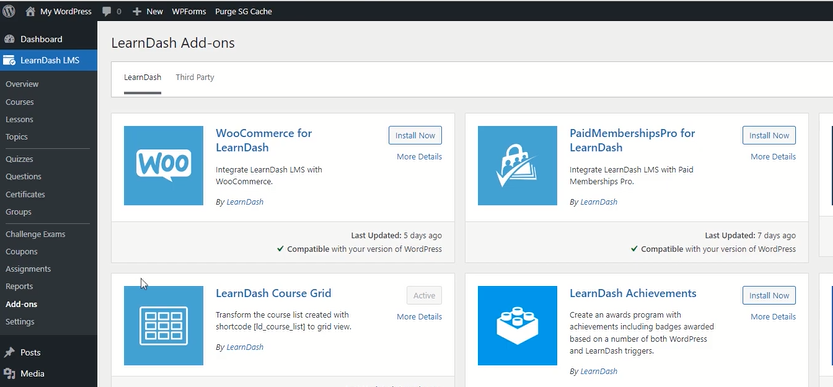 My WordPress 0 New WPForms Purge SG Cache
Dashboard
LearnDash LMS
Overview
Courses
Lessons
Topics
Quizzes
Questions
Certificates
Groups
Challenge Exams
Coupons
Assignments
Reports
Add-ons
Settings
Posts
Media
LearnDash Add-ons
LearnDash Third Party
WOO
WooCommerce for
LearnDash
Install Now
More Details
Integrate LearnDash LMS with
WooCommerce.
By LearnDash
Last Updated: 5 days ago
Compatible with your version of WordPress
PaidMembershipsPro for
LearnDash
Install Now
More Details
Integrate LearnDash LMS with Paid
Memberships Pro.
By LearnDash
Last Updated: 7 days ago
Compatible with your version of WordPress
LearnDash Course Grid
Active
More Details
Transform the course list created with
shortcode [ld_course_list] to grid view.
By LearnDash
LearnDash Achievements
Install Now
More Details
Create an awards program with
achievements including badges awarded
based on a number of both WordPress
and LearnDash triggers.
By LearnDash